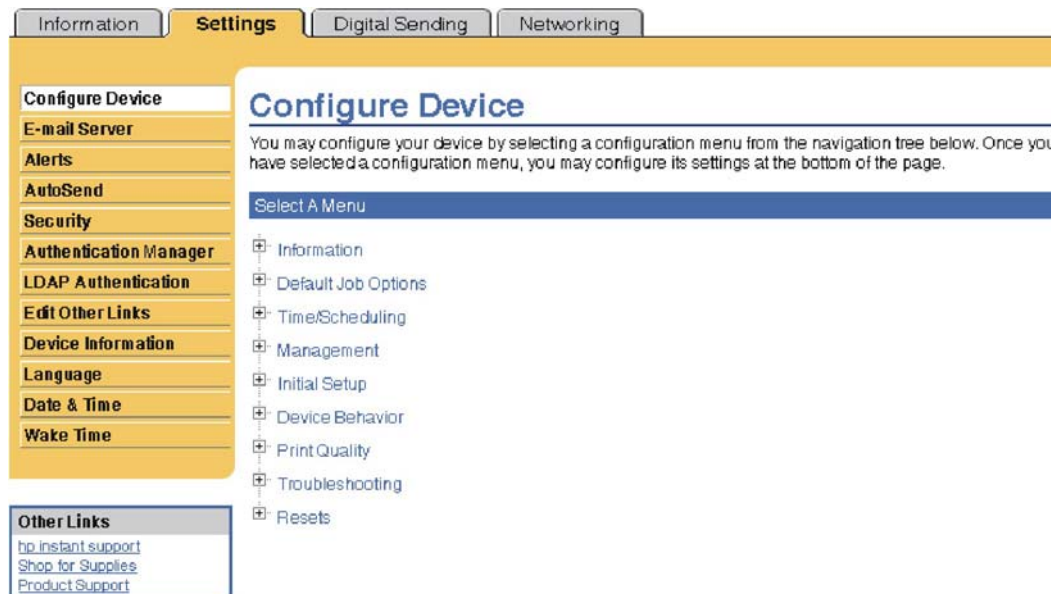 Information
Settings
Digital Sending
Networking
Configure Device
E-mail Server
Alerts
AutoSend
Security
Authentication Manager
LDAP Authentication
Edit Other Links
Device Information
Language
Date & Time
Wake Time
Other Links
hp instant support
Shop for Supplies
Product Support
Configure Device
You may configure your device by selecting a configuration menu from the navigation tree below. Once you
have selected a configuration menu, you may configure its settings at the bottom of the page.
Select A Menu
Information
Default Job Options
Time/Scheduling
Management
Initial Setup
Device Behavior
Print Quality
Troubleshooting
Resets